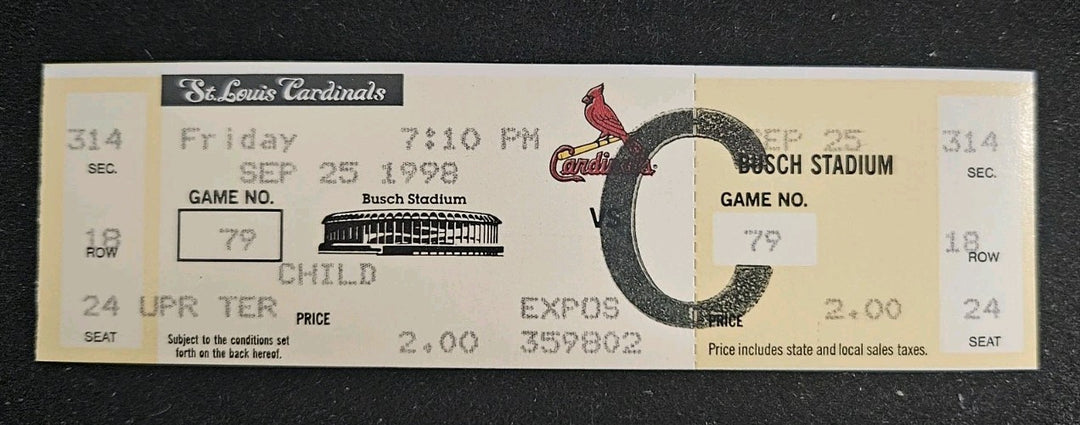 St. Louis Cardinals
314
SEC.
Friday 7:10 PM
SEP 25 1998
GAME NO.
79
18
ROW
Busch Stadium
CHILD
24 UPR TER
SEAT
PRICE
2.00
EXPOS
359802
Subject to the conditions set
forth on the back hereof.
Cardinals
VS
C
SEP 25
BUSCH STADIUM
GAME NO.
79
PRICE
2.00
Price includes state and local sales taxes.
314
SEC.
18
ROW
24
SEAT